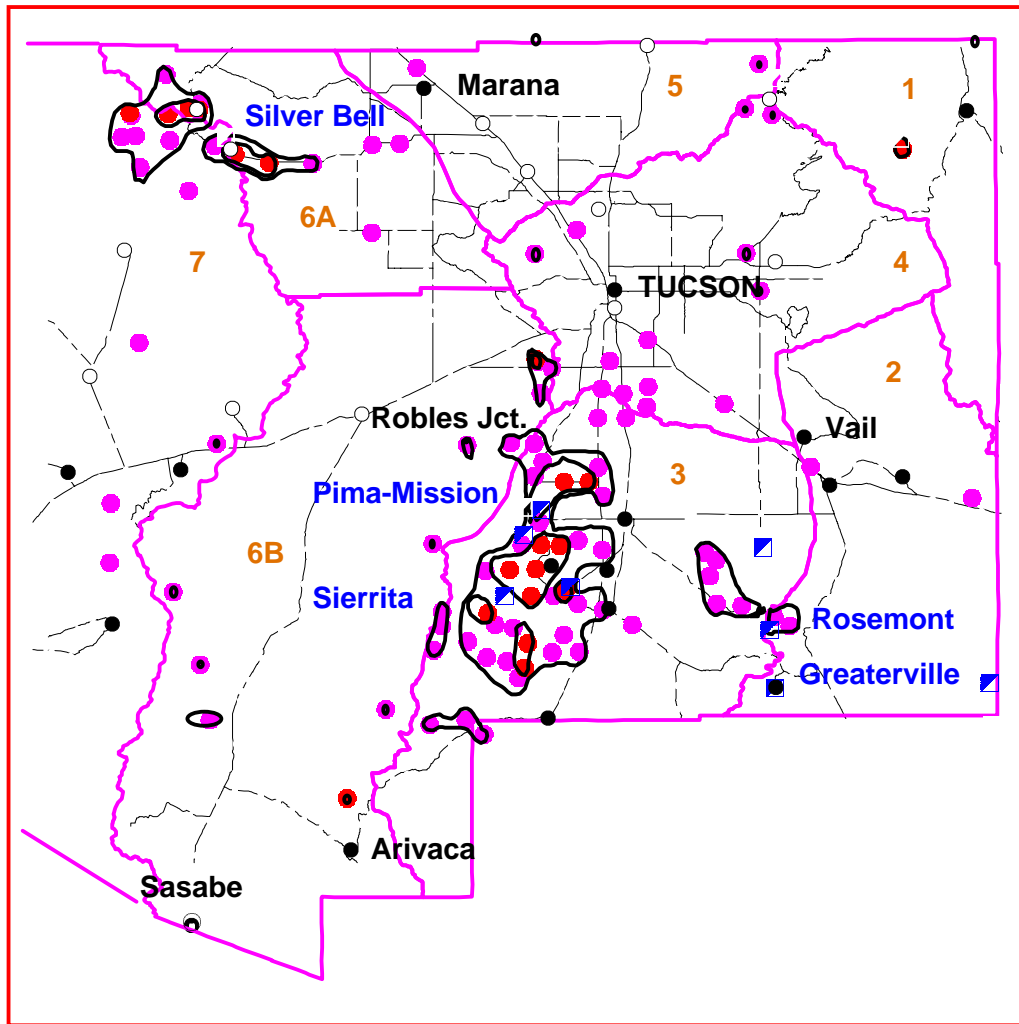 Marana
5
1
Silver Bell
6A
7
4
TUCSON
2
Robles Jct.
Vail
Pima-Mission
3
6B
Sierrita
Rosemont
Greaterville
Arivaca
Sasabe